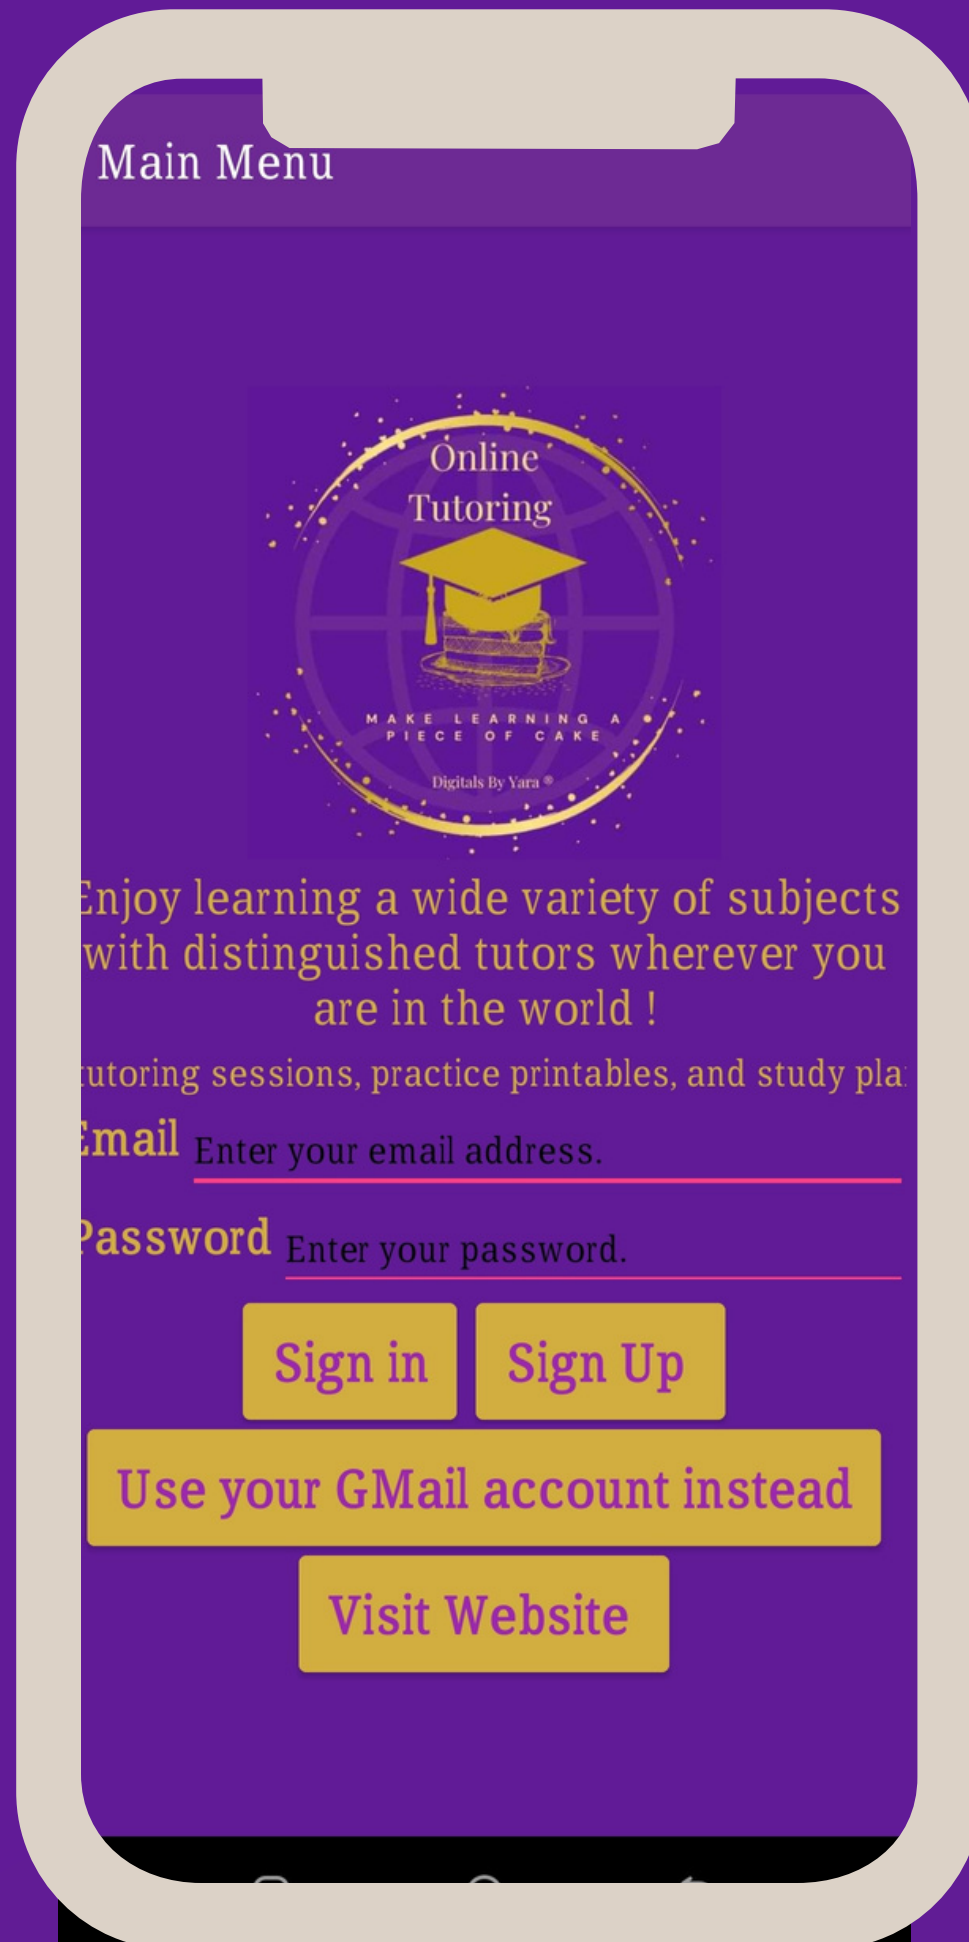 Main Menu
Online
Tutoring
MAKE LEARNING A
PIECE OF CAKE
Digitals By Yara ®
Enjoy learning a wide variety of subjects
with distinguished tutors wherever you
are in the world !
tutoring sessions, practice printables, and study
Email Enter your email address.
Password Enter your password.
Sign in Sign Up
Use your GMail account instead
Visit Website